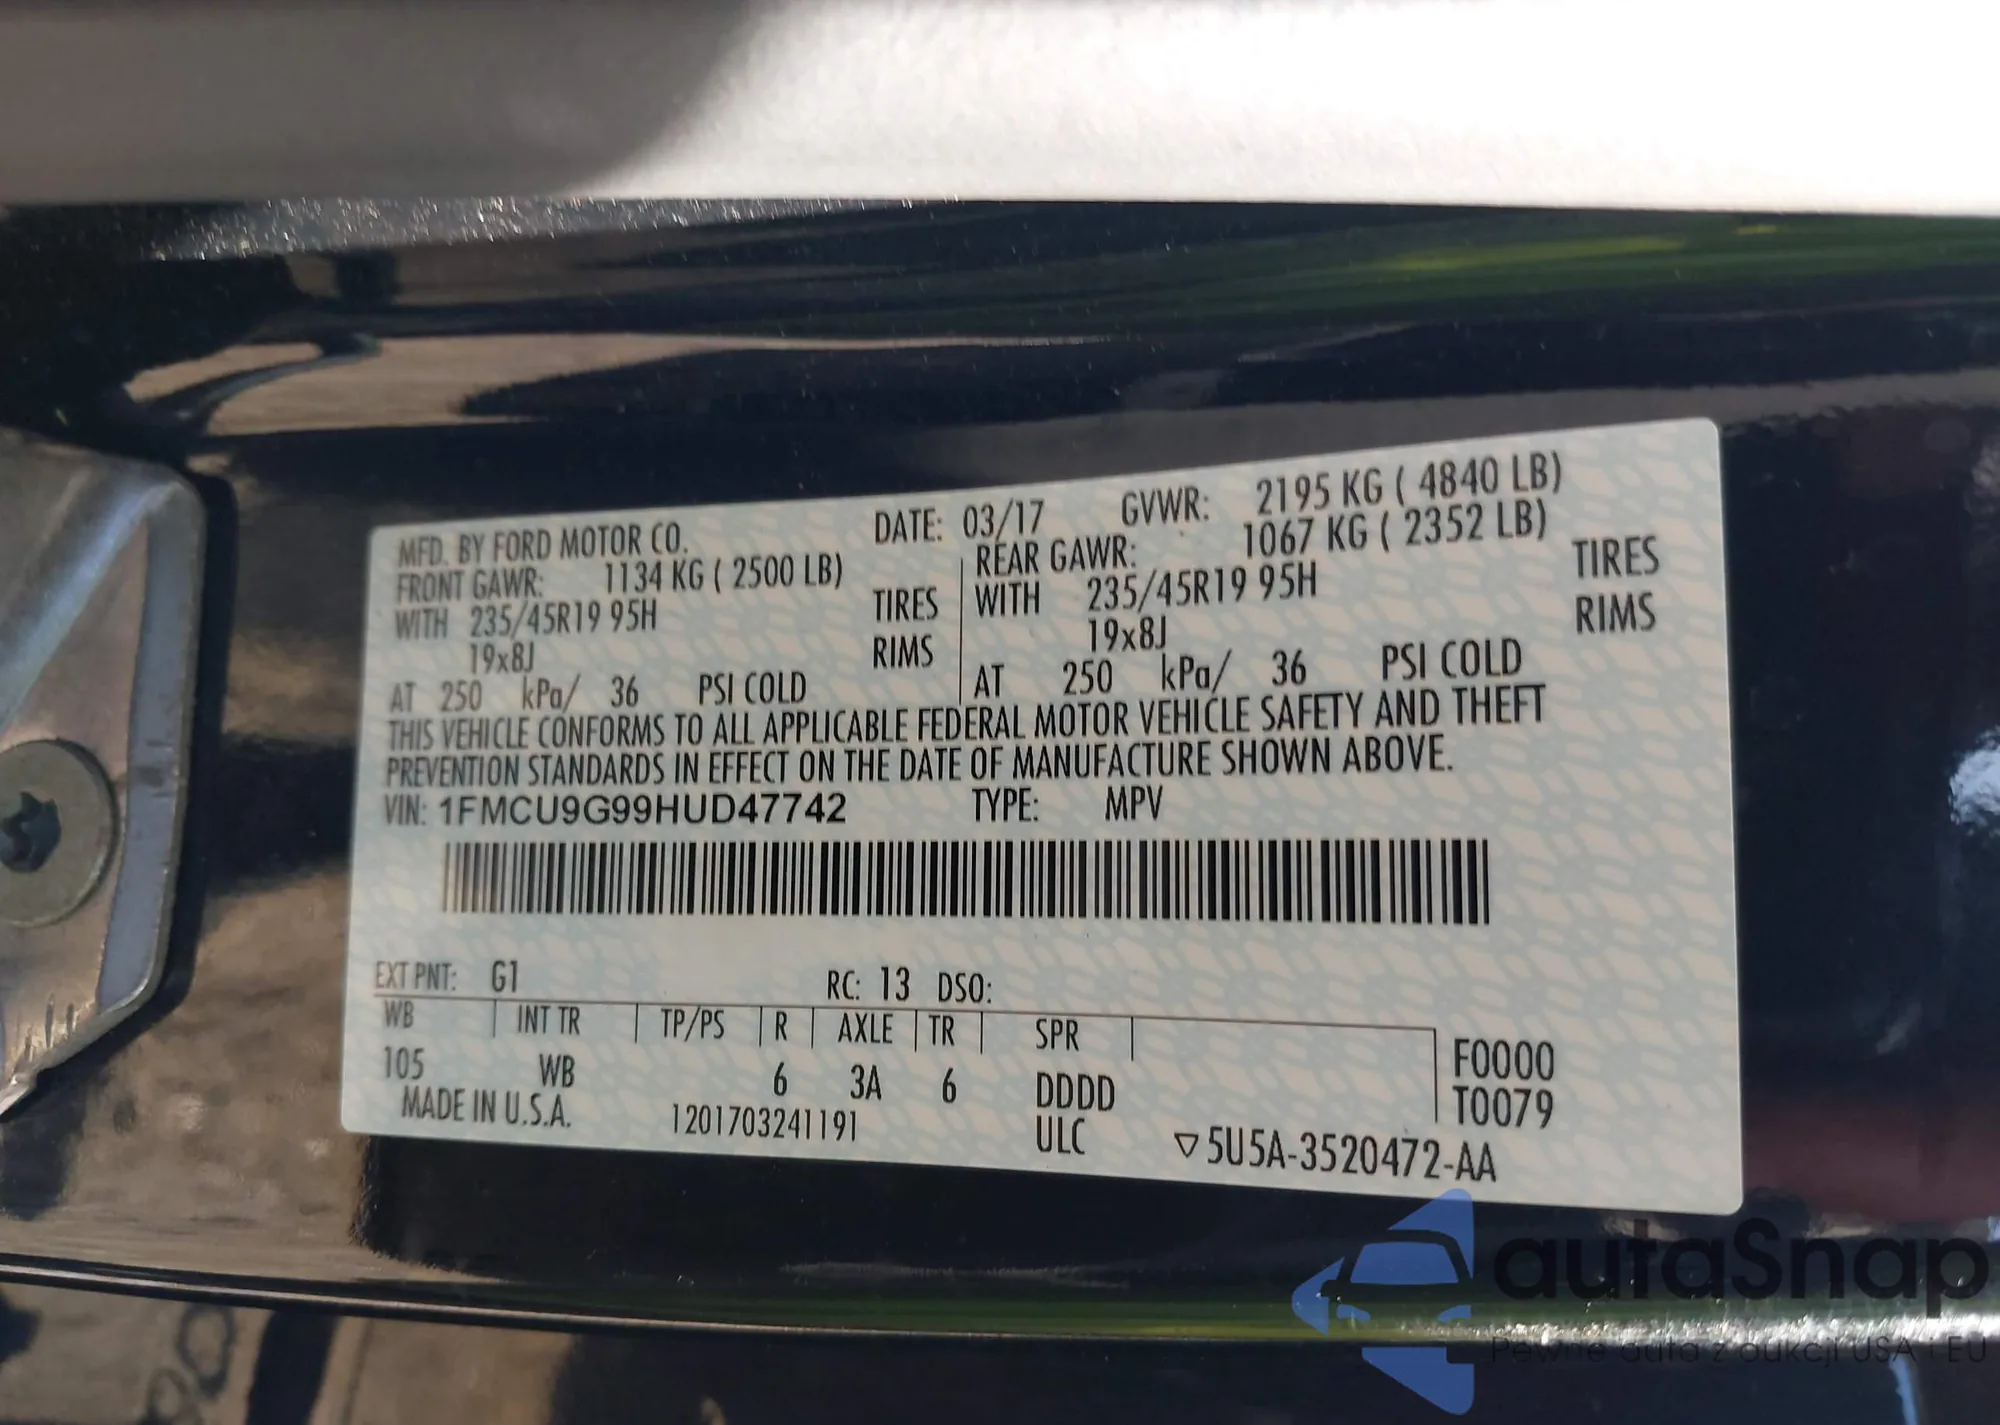 MFD. BY FORD MOTOR CO. DATE: 03/17 GVWR: 2195 KG ( 4840 LB)
FRONT GAWR: 1134 KG ( 2500 LB) REAR GAWR: 1067 KG ( 2352 LB)
WITH 235/45R19 95H TIRES WITH 235/45R19 95H TIRES
19x8J RIMS 19x8J RIMS
AT 250 kPa/ 36 PSI COLD AT 250 kPa/ 36 PSI COLD
THIS VEHICLE CONFORMS TO ALL APPLICABLE FEDERAL MOTOR VEHICLE SAFETY AND THEFT
PREVENTION STANDARDS IN EFFECT ON THE DATE OF MANUFACTURE SHOWN ABOVE.
VIN: 1FMCU9G99HUD47742 TYPE: MPV
EXT PNT: G1 RC: 13 DSO:
WB INT TR TP/PS R AXLE TR SPR
105 WB 6 3A 6 DDDD F0000
T0079
MADE IN U.S.A. 1201703241191 ULC ▽5U5A-3520472-AA
autaSnap
Pewne auta z aukcji USA i EU